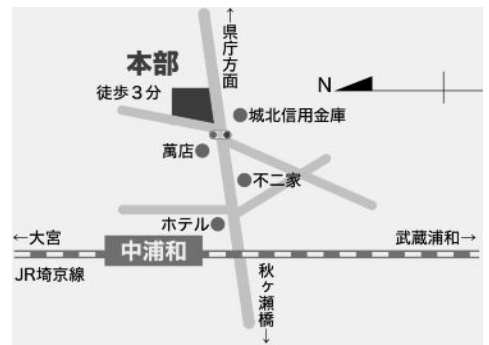 ←県庁方面
本部
徒歩3分
N
城北信用金庫
萬店
不二家
ホテル
←大宮
武蔵浦和→
中浦和
JR埼京線
秋ヶ瀬橋→